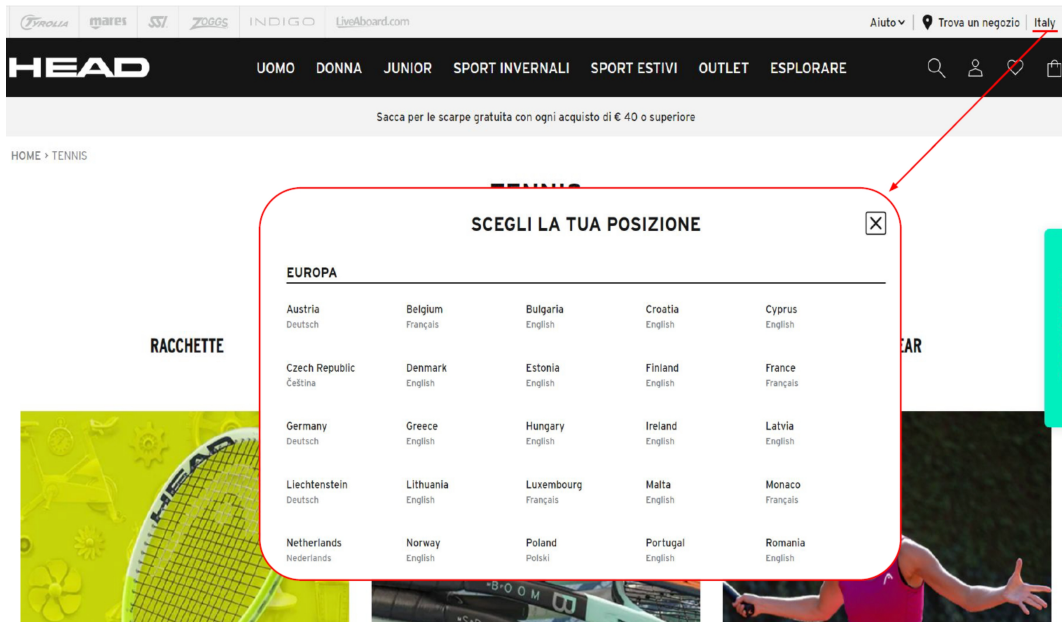 TYROLIA mares SSI ZOGGS INDIGO LiveAboard.com Aiuto Trova un negozio Italy
HEAD UOMO DONNA JUNIOR SPORT INVERNALI SPORT ESTIVI OUTLET ESPLORARE
Sacca per le scarpe gratuita con ogni acquisto di € 40 o superiore
HOME > TENNIS
TENNIS
SCEGLI LA TUA POSIZIONE
EUROPA
Austria Belgium Bulgaria Croatia Cyprus
Deutsch Français English English English
RACCHETTE EAR
Czech Republic Denmark Estonia Finland France
Čeština English English English Français
Germany Greece Hungary Ireland Latvia
Deutsch English English English English
HEAD
Liechtenstein Lithuania Luxembourg Malta Monaco
Deutsch English Français English Français
Netherlands Norway Poland Portugal Romania
Nederlands English Polski English English
BOOM